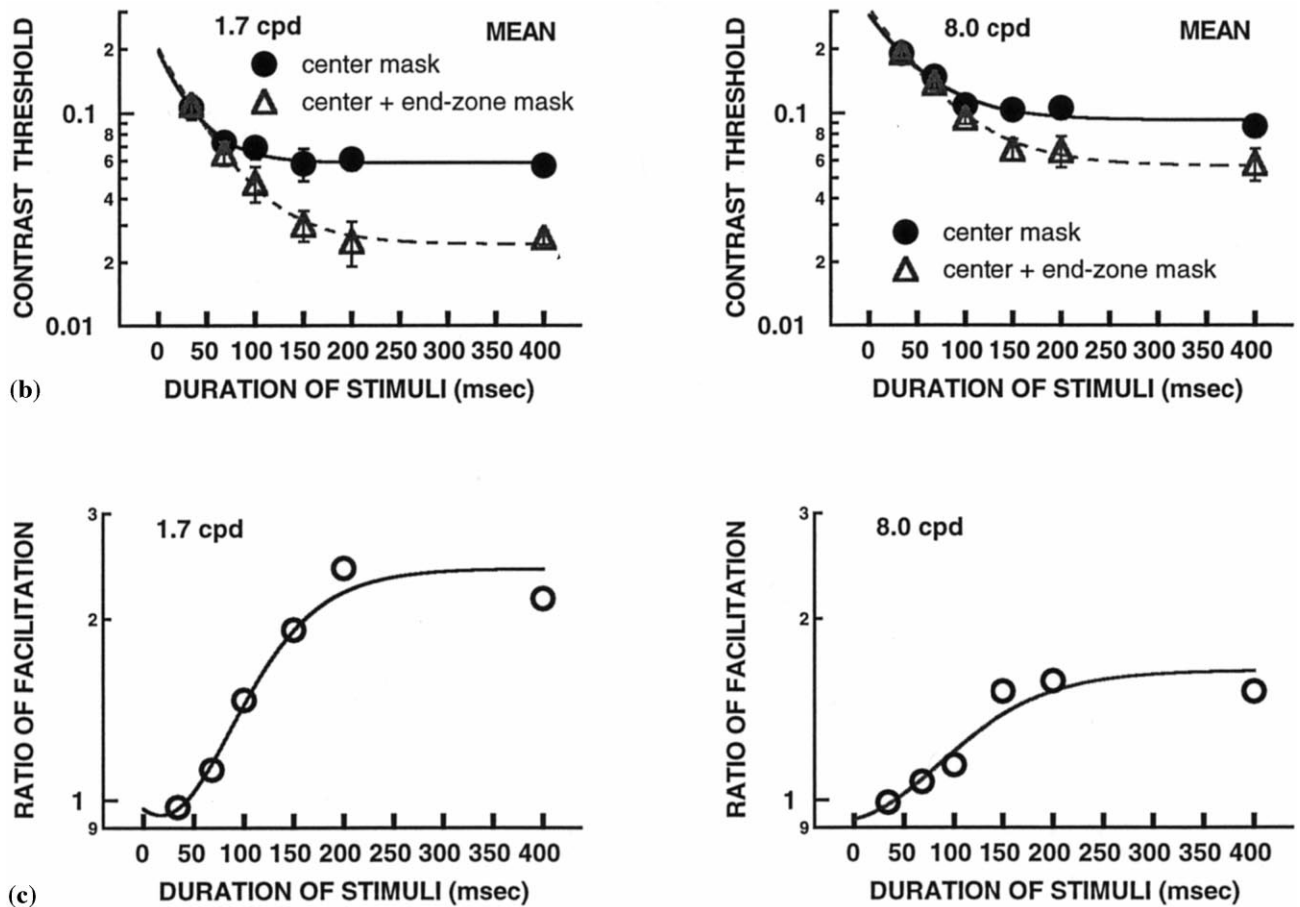 1.7 cpd MEAN
center mask
center + end-zone mask
CONTRAST THRESHOLD
2
0.1
8
6
4
2
0.01
0 50 100 150 200 250 300 350 400
DURATION OF STIMULI (msec)
(b)
8.0 cpd MEAN
center mask
center + end-zone mask
CONTRAST THRESHOLD
2
0.1
8
6
4
2
0.01
0 50 100 150 200 250 300 350 400
DURATION OF STIMULI (msec)
1.7 cpd
RATIO OF FACILITATION
3
2
1
9
0 50 100 150 200 250 300 350 400
DURATION OF STIMULI (msec)
(c)
8.0 cpd
RATIO OF FACILITATION
3
2
1
9
0 50 100 150 200 250 300 350 400
DURATION OF STIMULI (msec)